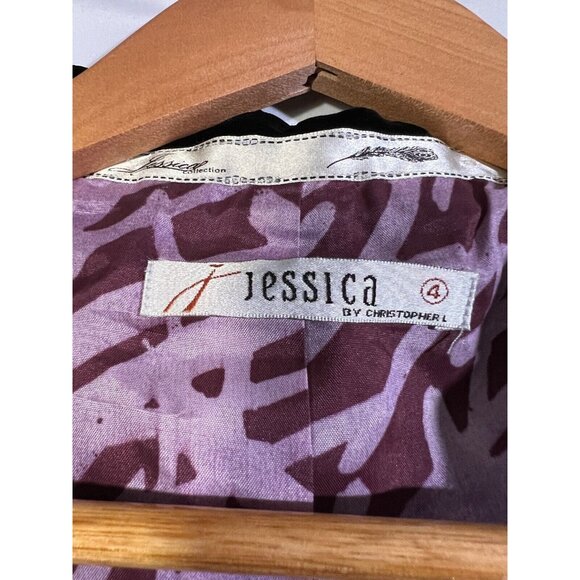 Jessica
Collection
J Jessica 4
BY CHRISTOPHER L